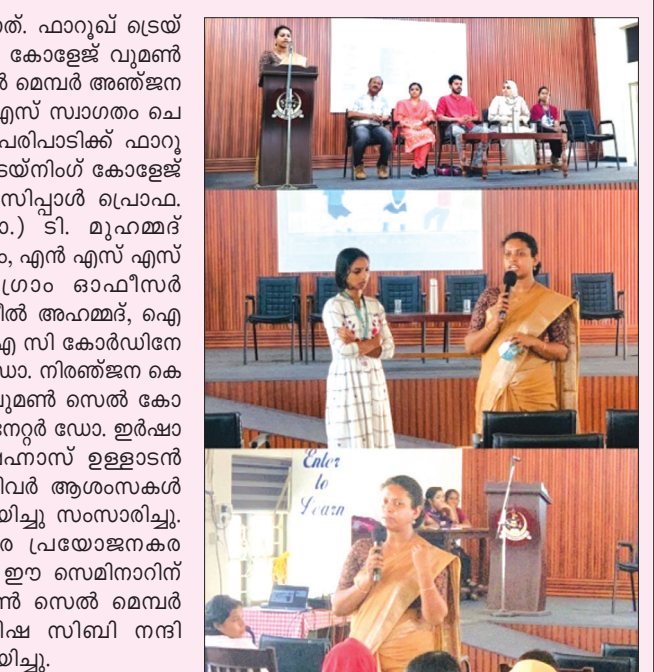 ത്. ഫാറൂഖ് ട്രെയ്
കോളേജ് വുമൺ
മെമ്പർ അഞ്ജന
എസ് സ്വാഗതം ചെ
പരിപാടിക്ക് ഫാറൂ
ട്രെയ്നിംഗ് കോളേജ്
സിപ്പാൾ പ്രൊഫ.
ടി. മുഹമ്മദ്
എൻ എസ് എസ്
ഗ്രാം ഓഫീസർ
അഹമ്മദ്, ഐ
എ സി കോർഡിനേ
ഡോ. നിരഞ്ജന കെ
വുമൺ സെൽ കോ
നേറ്റർ ഡോ. ഇർഷാ
ഹ്നാസ് ഉള്ളാടൻ
ിവർ ആശംസകൾ
യിച്ചു സംസാരിച്ചു.
ര പ്രയോജനകര
ഈ സെമിനാറിന്
ൺ സെൽ മെമ്പർ
ഷ സിബി നന്ദി
യിച്ചു.
Enter
to
Learn